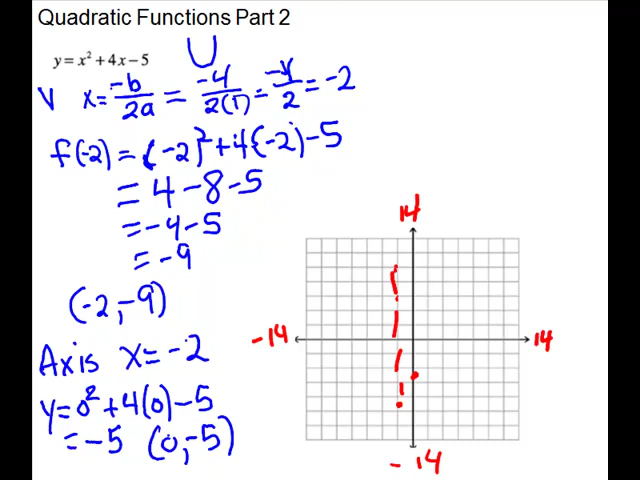 Quadratic Functions Part 2
y = x² + 4x − 5
V x = -b/2a = -4/2(1) = -4/2 = -2
f(-2) = (-2)² + 4(-2) - 5
= 4 - 8 - 5
= -4 - 5
= -9
(-2, -9)
Axis x = -2
y = 0² + 4(0) - 5
= -5 (0, -5)
14
-14
14
-14